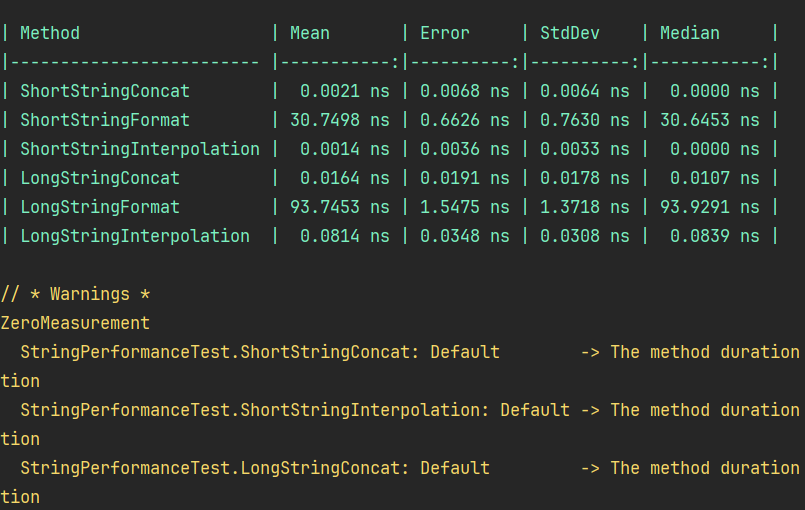 | Method                   | Mean       | Error     | StdDev    | Median     |
|------------------------- |-----------:|----------:|----------:|-----------:|
| ShortStringConcat        |  0.0021 ns | 0.0068 ns | 0.0064 ns |  0.0000 ns |
| ShortStringFormat        | 30.7498 ns | 0.6626 ns | 0.7630 ns | 30.6453 ns |
| ShortStringInterpolation |  0.0014 ns | 0.0036 ns | 0.0033 ns |  0.0000 ns |
| LongStringConcat         |  0.0164 ns | 0.0191 ns | 0.0178 ns |  0.0107 ns |
| LongStringFormat         | 93.7453 ns | 1.5475 ns | 1.3718 ns | 93.9291 ns |
| LongStringInterpolation  |  0.0814 ns | 0.0348 ns | 0.0308 ns |  0.0839 ns |
// * Warnings *
ZeroMeasurement
  StringPerformanceTest.ShortStringConcat: Default        -> The method duration
tion
  StringPerformanceTest.ShortStringInterpolation: Default -> The method duration
tion
  StringPerformanceTest.LongStringConcat: Default         -> The method duration
tion